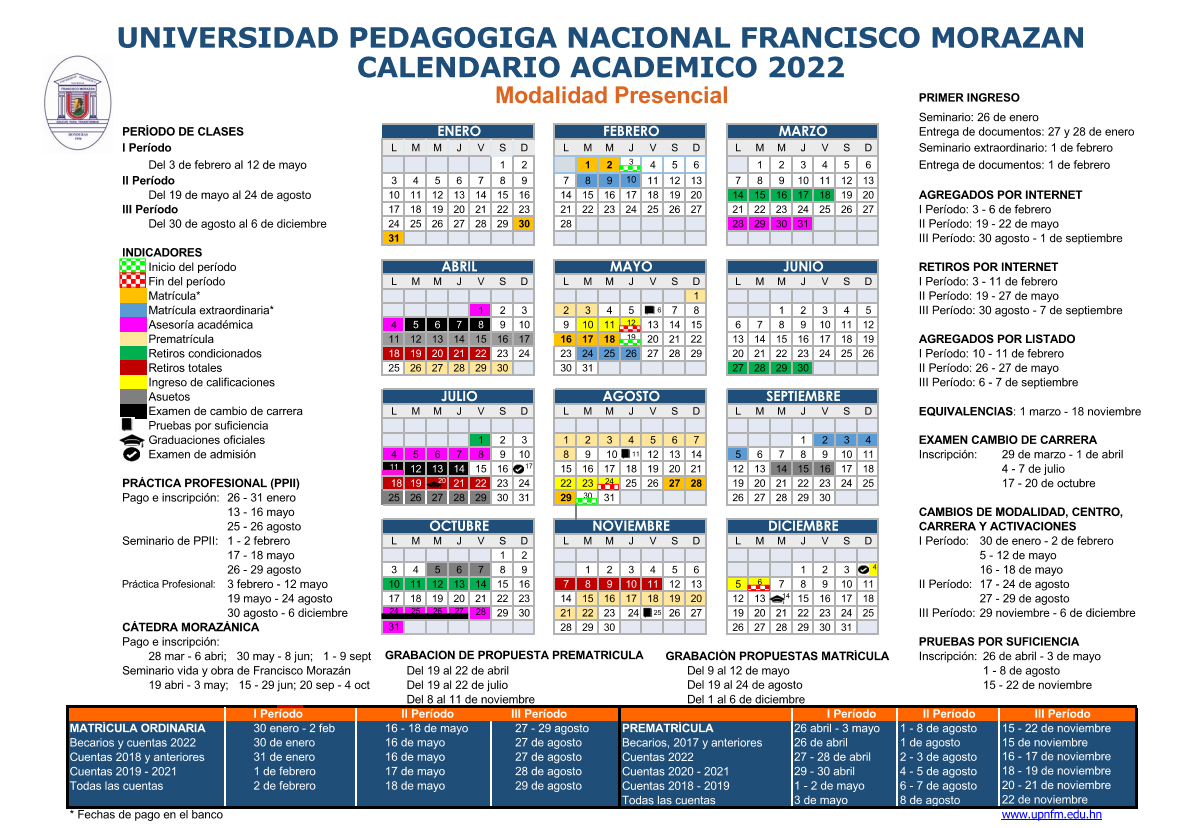 UNIVERSIDAD PEDAGOGIGA NACIONAL FRANCISCO MORAZAN
CALENDARIO ACADEMICO 2022
Modalidad Presencial
PERÍODO DE CLASES
I Período
Del 3 de febrero al 12 de mayo
II Período
Del 19 de mayo al 24 de agosto
III Período
Del 30 de agosto al 6 de diciembre
INDICADORES
Inicio del período
Fin del período
Matrícula*
Matrícula extraordinaria*
Asesoría académica
Prematrícula
Retiros condicionados
Retiros totales
Ingreso de calificaciones
Asuetos
Examen de cambio de carrera
Pruebas por suficiencia
Graduaciones oficiales
Examen de admisión
PRÁCTICA PROFESIONAL (PPII)
Pago e inscripción: 26 - 31 enero
13 - 16 mayo
25 - 26 agosto
Seminario de PPII: 1 - 2 febrero
17 - 18 mayo
26 - 29 agosto
Práctica Profesional: 3 febrero - 12 mayo
19 mayo - 24 agosto
30 agosto - 6 diciembre
CÁTEDRA MORAZÁNICA
Pago e inscripción:
28 mar - 6 abri; 30 may - 8 jun; 1 - 9 sept
Seminario vida y obra de Francisco Morazán
19 abri - 3 may; 15 - 29 jun; 20 sep - 4 oct
ENERO
L M M J V S D
1 2
3 4 5 6 7 8 9
10 11 12 13 14 15 16
17 18 19 20 21 22 23
24 25 26 27 28 29 30
31
FEBRERO
L M M J V S D
1 2 3 4 5 6
7 8 9 10 11 12 13
14 15 16 17 18 19 20
21 22 23 24 25 26 27
28
MARZO
L M M J V S D
1 2 3 4 5 6
7 8 9 10 11 12 13
14 15 16 17 18 19 20
21 22 23 24 25 26 27
28 29 30 31
ABRIL
L M M J V S D
1 2 3
4 5 6 7 8 9 10
11 12 13 14 15 16 17
18 19 20 21 22 23 24
25 26 27 28 29 30
MAYO
L M M J V S D
1
2 3 4 5 6 7 8
9 10 11 12 13 14 15
16 17 18 19 20 21 22
23 24 25 26 27 28 29
30 31
JUNIO
L M M J V S D
1 2 3 4 5
6 7 8 9 10 11 12
13 14 15 16 17 18 19
20 21 22 23 24 25 26
27 28 29 30
JULIO
L M M J V S D
1 2 3
4 5 6 7 8 9 10
11 12 13 14 15 16 17
18 19 20 21 22 23 24
25 26 27 28 29 30 31
AGOSTO
L M M J V S D
1 2 3 4 5 6 7
8 9 10 11 12 13 14
15 16 17 18 19 20 21
22 23 24 25 26 27 28
29 30 31
SEPTIEMBRE
L M M J V S D
1 2 3 4
5 6 7 8 9 10 11
12 13 14 15 16 17 18
19 20 21 22 23 24 25
26 27 28 29 30
OCTUBRE
L M M J V S D
1 2
3 4 5 6 7 8 9
10 11 12 13 14 15 16
17 18 19 20 21 22 23
24 25 26 27 28 29 30
31
NOVIEMBRE
L M M J V S D
1 2 3 4 5 6
7 8 9 10 11 12 13
14 15 16 17 18 19 20
21 22 23 24 25 26 27
28 29 30
DICIEMBRE
L M M J V S D
1 2 3 4
5 6 7 8 9 10 11
12 13 14 15 16 17 18
19 20 21 22 23 24 25
26 27 28 29 30 31
GRABACION DE PROPUESTA PREMATRICULA
Del 19 al 22 de abril
Del 19 al 22 de julio
Del 8 al 11 de noviembre
GRABACIÓN PROPUESTAS MATRÍCULA
Del 9 al 12 de mayo
Del 19 al 24 de agosto
Del 1 al 6 de diciembre
PRIMER INGRESO
Seminario: 26 de enero
Entrega de documentos: 27 y 28 de enero
Seminario extraordinario: 1 de febrero
Entrega de documentos: 1 de febrero
AGREGADOS POR INTERNET
I Período: 3 - 6 de febrero
II Período: 19 - 22 de mayo
III Período: 30 agosto - 1 de septiembre
RETIROS POR INTERNET
I Período: 3 - 11 de febrero
II Período: 19 - 27 de mayo
III Período: 30 agosto - 7 de septiembre
AGREGADOS POR LISTADO
I Período: 10 - 11 de febrero
II Período: 26 - 27 de mayo
III Período: 6 - 7 de septiembre
EQUIVALENCIAS: 1 marzo - 18 noviembre
EXAMEN CAMBIO DE CARRERA
Inscripción: 29 de marzo - 1 de abril
4 - 7 de julio
17 - 20 de octubre
CAMBIOS DE MODALIDAD, CENTRO,
CARRERA Y ACTIVACIONES
I Período: 30 de enero - 2 de febrero
5 - 12 de mayo
16 - 18 de mayo
II Período: 17 - 24 de agosto
27 - 29 de agosto
III Período: 29 noviembre - 6 de diciembre
PRUEBAS POR SUFICIENCIA
Inscripción: 26 de abril - 3 de mayo
1 - 8 de agosto
15 - 22 de noviembre
I Período II Período III Período
MATRÍCULA ORDINARIA 30 enero - 2 feb 16 - 18 de mayo 27 - 29 agosto
Becarios y cuentas 2022 30 de enero 16 de mayo 27 de agosto
Cuentas 2018 y anteriores 31 de enero 16 de mayo 27 de agosto
Cuentas 2019 - 2021 1 de febrero 17 de mayo 28 de agosto
Todas las cuentas 2 de febrero 18 de mayo 29 de agosto
I Período II Período III Período
PREMATRÍCULA 26 abril - 3 mayo 1 - 8 de agosto 15 - 22 de noviembre
Becarios, 2017 y anteriores 26 de abril 1 de agosto 15 de noviembre
Cuentas 2022 27 - 28 de abril 2 - 3 de agosto 16 - 17 de noviembre
Cuentas 2020 - 2021 29 - 30 abril 4 - 5 de agosto 18 - 19 de noviembre
Cuentas 2018 - 2019 1 - 2 de mayo 6 - 7 de agosto 20 - 21 de noviembre
Todas las cuentas 3 de mayo 8 de agosto 22 de noviembre
* Fechas de pago en el banco
www.upnfm.edu.hn